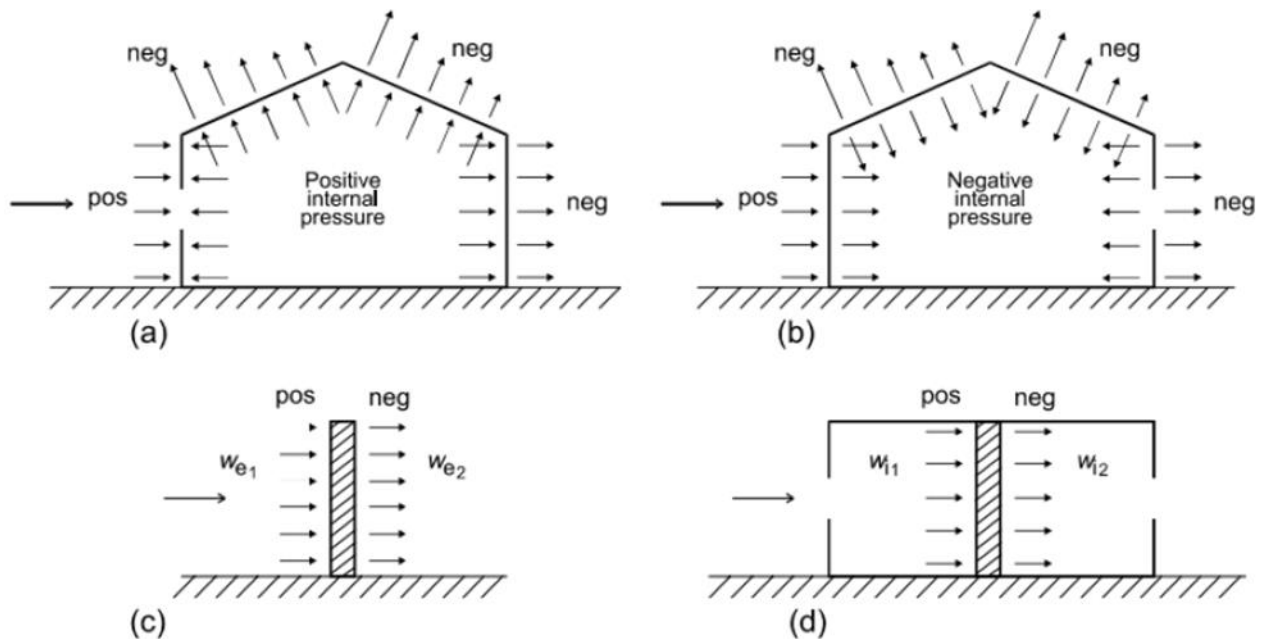 neg
neg
pos
Positive
internal
pressure
neg
(a)
neg
neg
pos
Negative
internal
pressure
neg
(b)
pos neg
we1 we2
(c)
pos neg
wi1 wi2
(d)